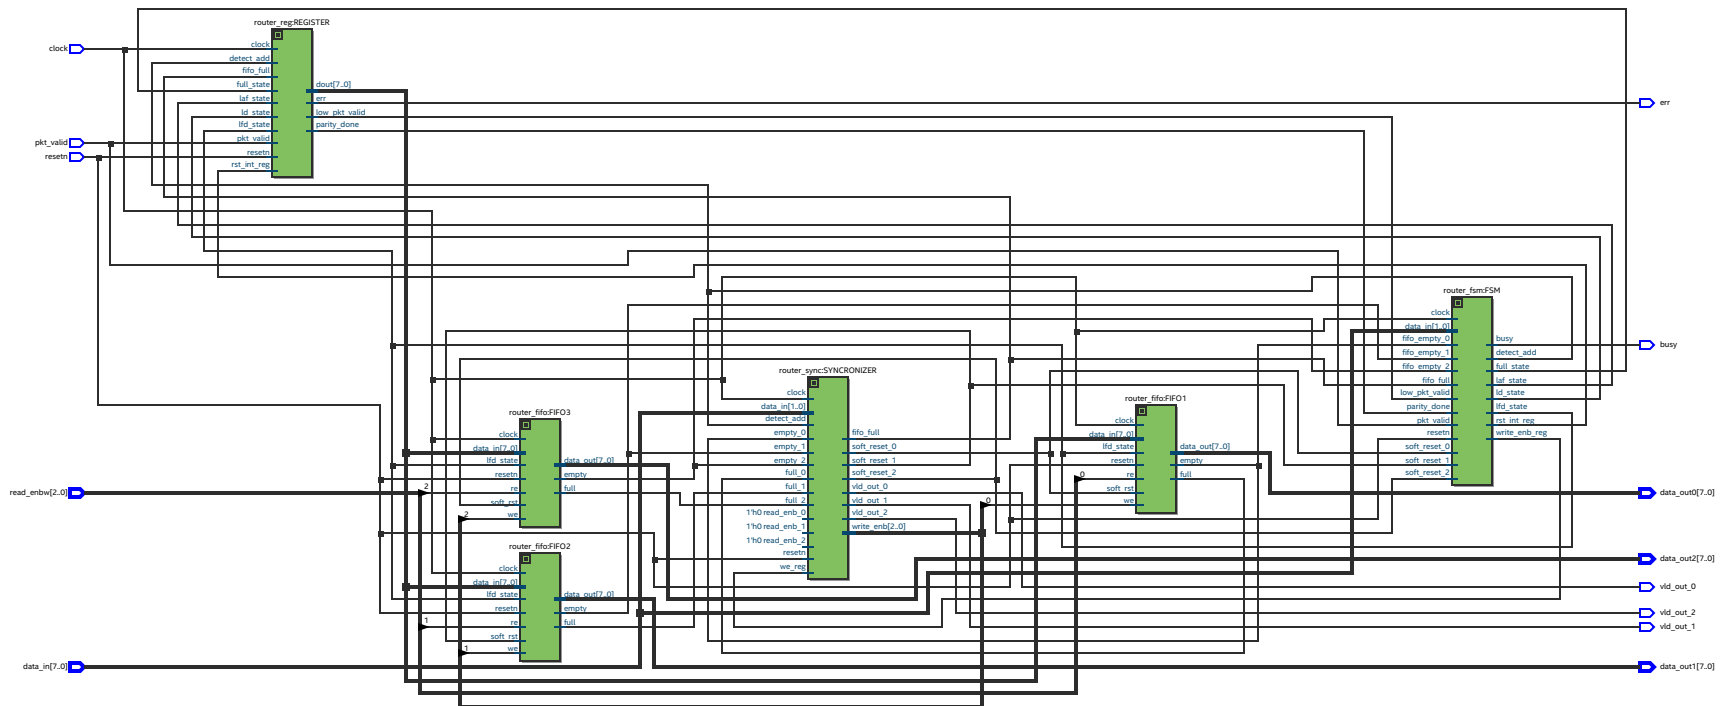 router_reg:REGISTER
clock
clock
detect_add
fifo_full
full_state
dout[7..0]
laf_state
err
err
ld_state
low_pkt_valid
lfd_state
parity_done
pkt_valid
pkt_valid
resetn
resetn
rst_int_reg
router_fsm:FSM
clock
data_in[1..0]
fifo_empty_0
busy
busy
fifo_empty_1
detect_add
fifo_empty_2
full_state
fifo_full
laf_state
low_pkt_valid
ld_state
parity_done
lfd_state
pkt_valid
rst_int_reg
resetn
write_enb_reg
soft_reset_0
soft_reset_1
soft_reset_2
router_sync:SYNCRONIZER
clock
data_in[1..0]
detect_add
empty_0
fifo_full
empty_1
soft_reset_0
empty_2
soft_reset_1
full_0
soft_reset_2
full_1
vld_out_0
full_2
vld_out_1
1'h0 read_enb_0
vld_out_2
1'h0 read_enb_1
write_enb[2..0]
1'h0 read_enb_2
resetn
we_reg
router_fifo:FIFO1
clock
data_in[7..0]
lfd_state
data_out[7..0]
resetn
empty
0
re
full
soft_rst
0
we
router_fifo:FIFO3
clock
data_in[7..0]
lfd_state
data_out[7..0]
resetn
empty
2
re
full
soft_rst
2
we
router_fifo:FIFO2
clock
data_in[7..0]
lfd_state
data_out[7..0]
resetn
empty
1
re
full
soft_rst
1
we
read_enbw[2..0]
data_in[7..0]
data_out0[7..0]
data_out2[7..0]
vld_out_0
vld_out_2
vld_out_1
data_out1[7..0]